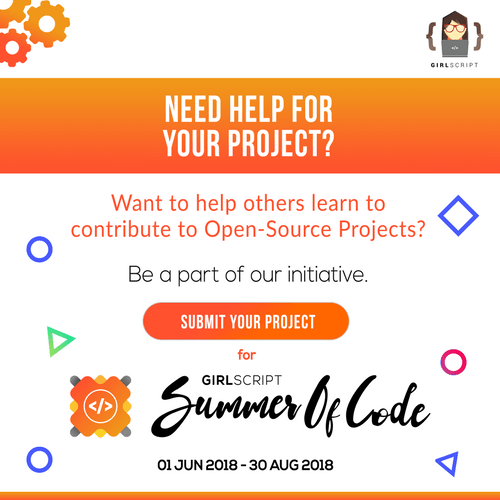 GIRLSCRIPT
NEED HELP FOR
YOUR PROJECT?
Want to help others learn to
contribute to Open-Source Projects?
Be a part of our initiative.
SUBMIT YOUR PROJECT
for
</>
GIRLSCRIPT
Summer Of Code
01 JUN 2018 - 30 AUG 2018